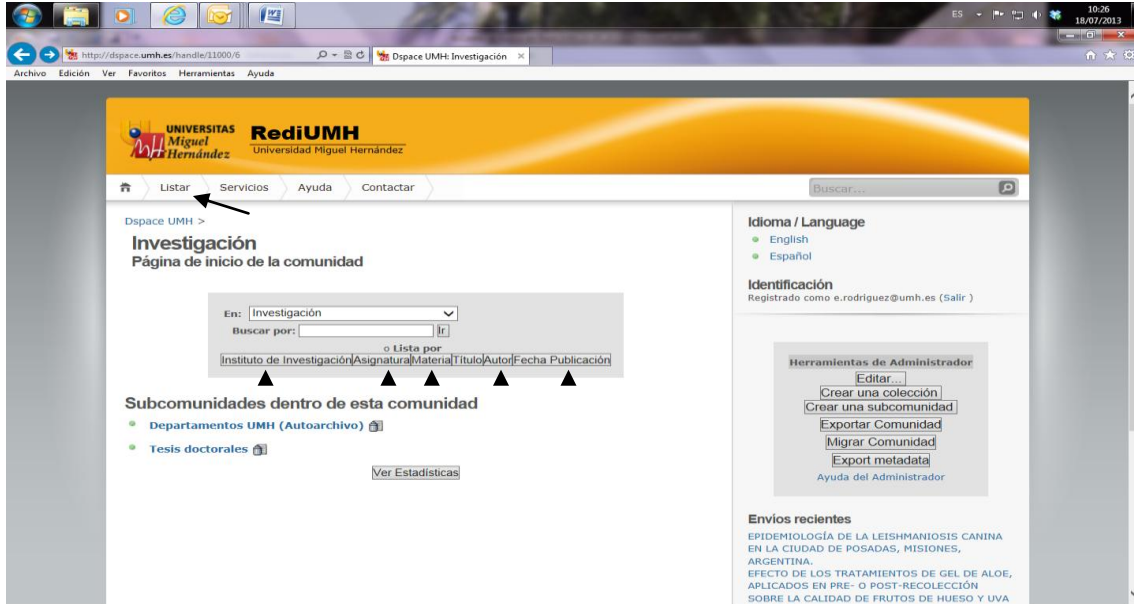 ES
10:26
18/07/2013
http://dspace.umh.es/handle/11000/6
Dspace UMH: Investigación
Archivo Edición Ver Favoritos Herramientas Ayuda
UNIVERSITAS
Miguel
Hernández
RediUMH
Universidad Miguel Hernández
Listar Servicios Ayuda Contactar
Buscar...
Dspace UMH >
Investigación
Página de inicio de la comunidad
En: Investigación
Buscar por: Ir
o Lista por
Instituto de Investigación Asignatura Materia Título Autor Fecha Publicación
Subcomunidades dentro de esta comunidad
Departamentos UMH (Autoarchivo)
Tesis doctorales
Ver Estadísticas
Idioma / Language
English
Español
Identificación
Registrado como e.rodriguez@umh.es (Salir )
Herramientas de Administrador
Editar...
Crear una colección
Crear una subcomunidad
Exportar Comunidad
Migrar Comunidad
Export metadata
Ayuda del Administrador
Envios recientes
EPIDEMIOLOGÍA DE LA LEISHMANIOSIS CANINA
EN LA CIUDAD DE POSADAS, MISIONES,
ARGENTINA.
EFECTO DE LOS TRATAMIENTOS DE GEL DE ALOE,
APLICADOS EN PRE- O POST-RECOLECCIÓN
SOBRE LA CALIDAD DE FRUTOS DE HUESO Y UVA